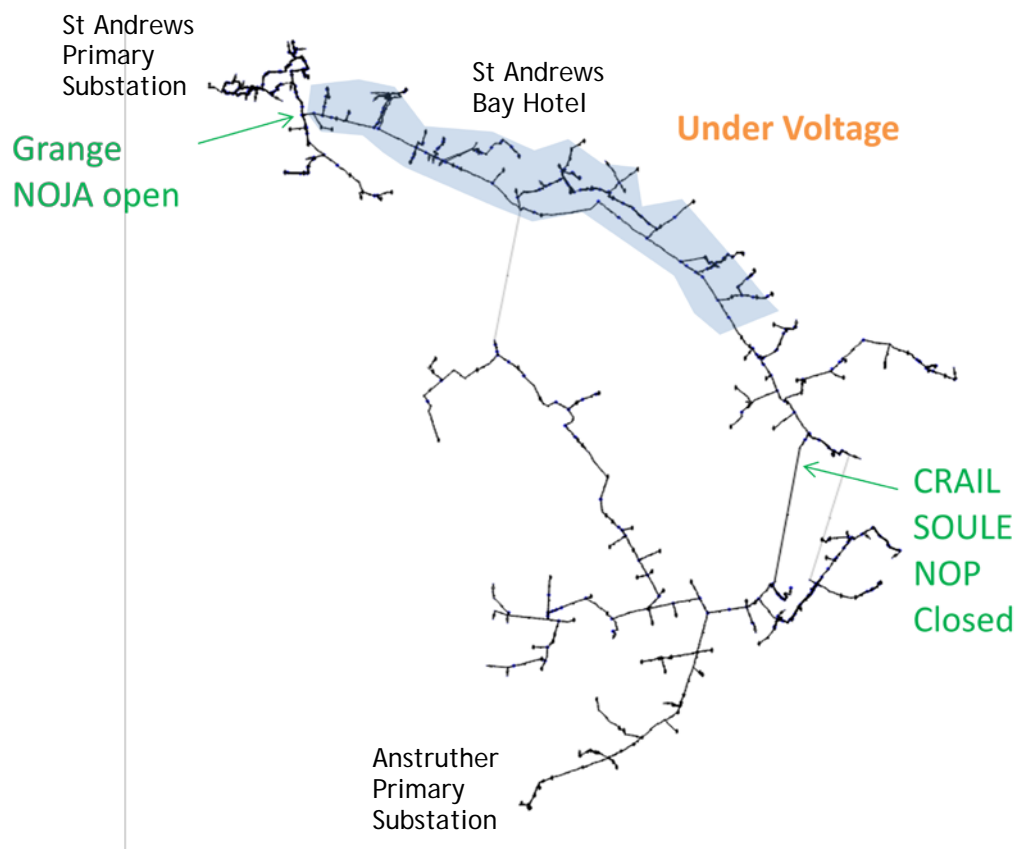 St Andrews
Primary
Substation
St Andrews
Bay Hotel
Under Voltage
Grange
NOJA open
CRAIL
SOULE
NOP
Closed
Anstruther
Primary
Substation